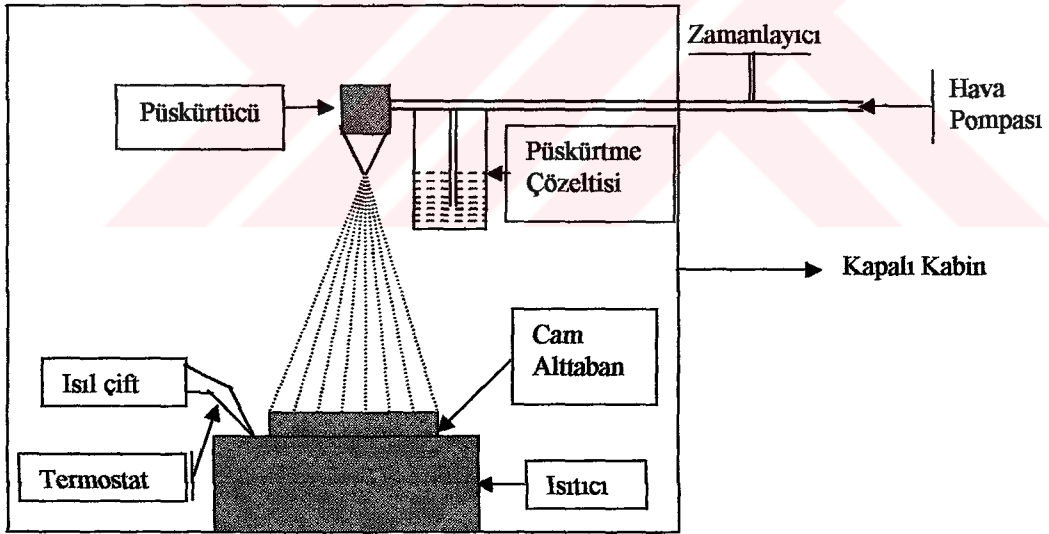 Zamanlayıcı
Hava
Pompası
Püskürtücü
Püskürtme
Çözeltisi
Kapalı Kabin
Cam
Alttaban
Isıl çift
Termostat
Isıtıcı